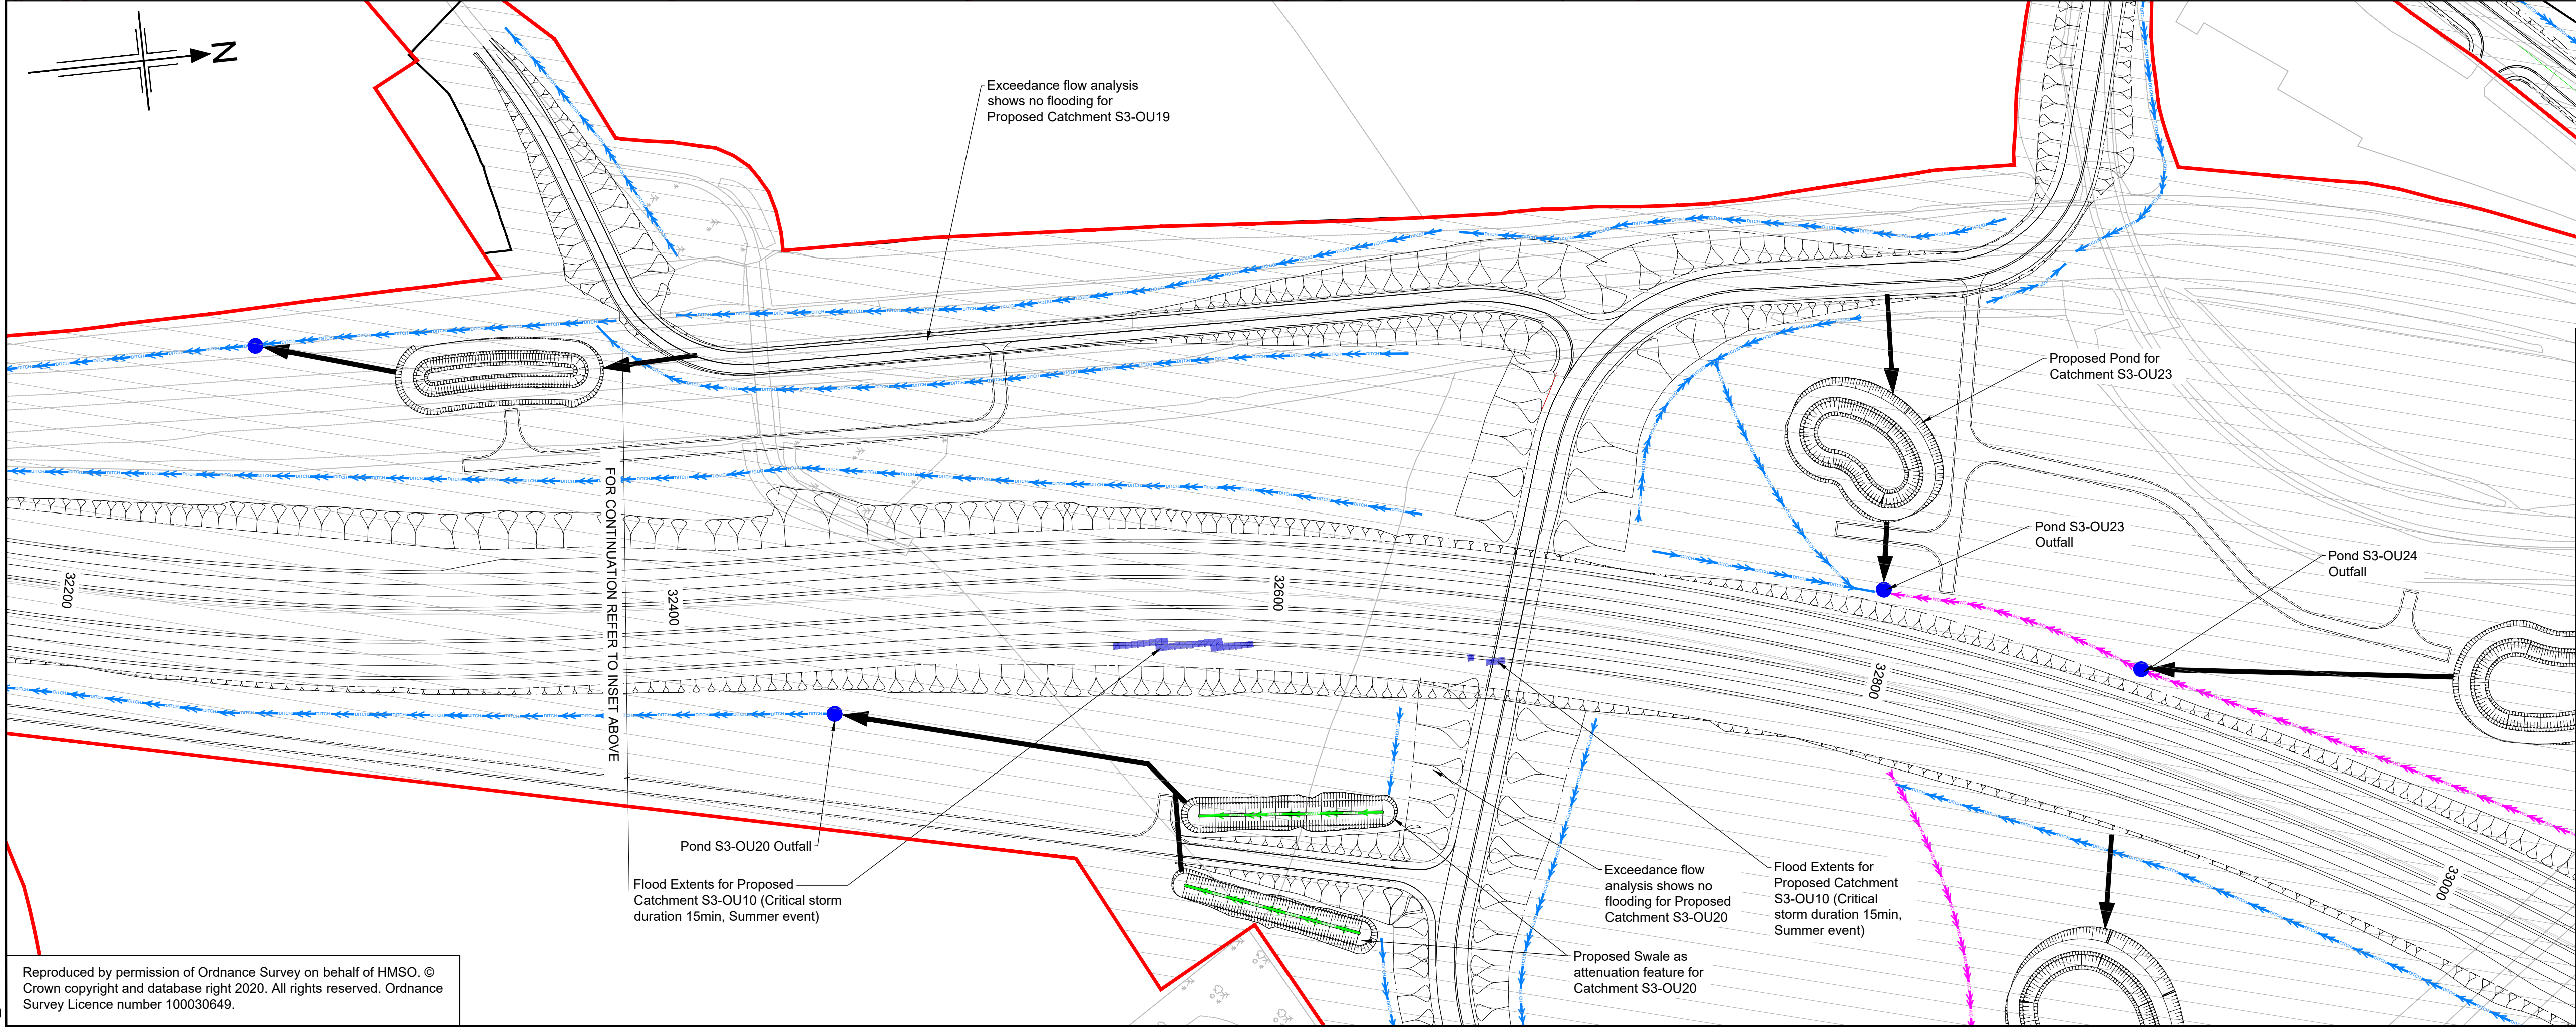 N
Exceedance flow analysis
shows no flooding for
Proposed Catchment S3-OU19
Proposed Pond for
Catchment S3-OU23
Pond S3-OU23
Outfall
Pond S3-OU24
Outfall
FOR CONTINUATION REFER TO INSET ABOVE
32200
32400
32600
32800
33000
Pond S3-OU20 Outfall
Flood Extents for Proposed
Catchment S3-OU10 (Critical storm
duration 15min, Summer event)
Exceedance flow
analysis shows no
flooding for Proposed
Catchment S3-OU20
Flood Extents for
Proposed Catchment
S3-OU10 (Critical
storm duration 15min,
Summer event)
Proposed Swale as
attenuation feature for
Catchment S3-OU20
Reproduced by permission of Ordnance Survey on behalf of HMSO. ©
Crown copyright and database right 2020. All rights reserved. Ordnance
Survey Licence number 100030649.